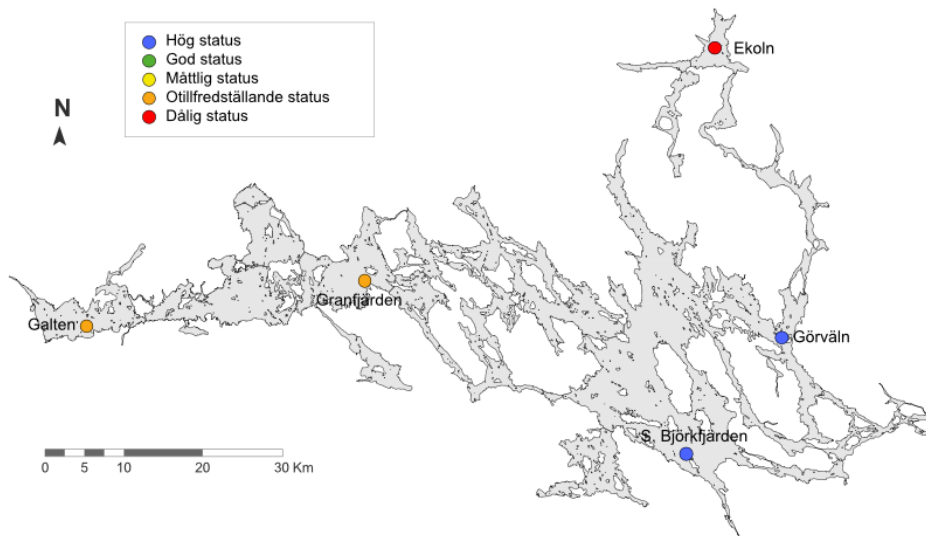 Hög status
God status
Måttlig status
Otillfredställande status
Dålig status
Ekoln
N
Granfjärden
Galten
Görväln
S. Björkfjärden
0 5 10 20 30 Km